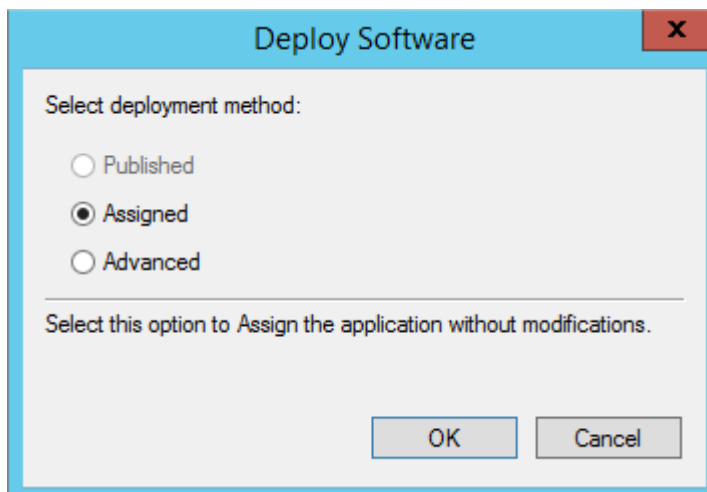 Deploy Software
x
Select deployment method:
Published
Assigned
Advanced
Select this option to Assign the application without modifications.
OK
Cancel